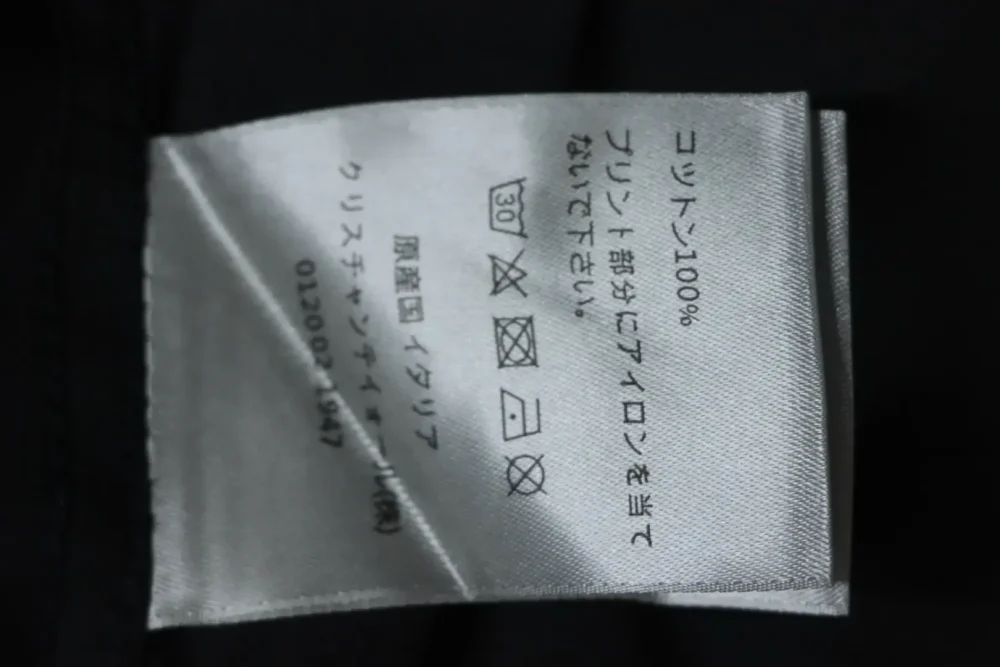 コットン100%
プリント部分にアイロンを当て
ないで下さい。
30
原産国 イタリア
クリスチャンディオール(株)